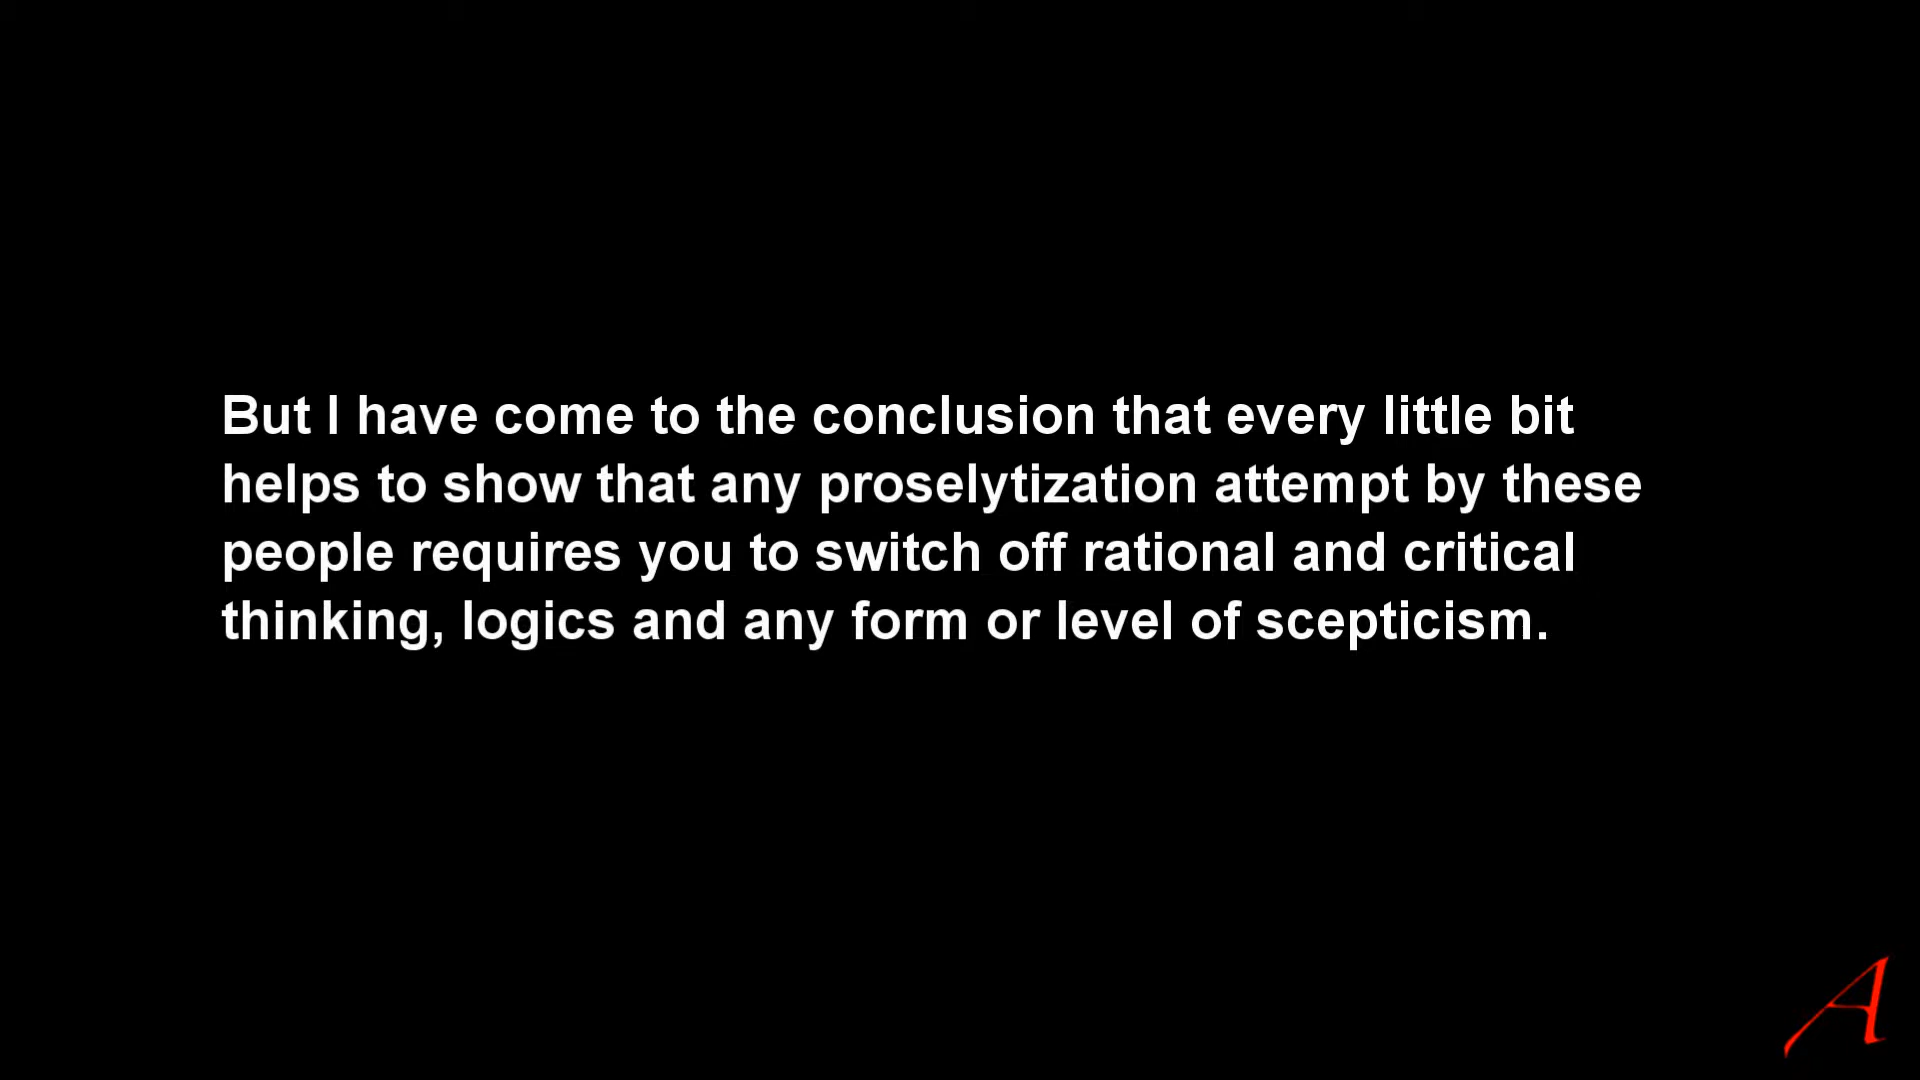 But I have come to the conclusion that every little bit
helps to show that any proselytization attempt by these
people requires you to switch off rational and critical
thinking, logics and any form or level of scepticism.
A